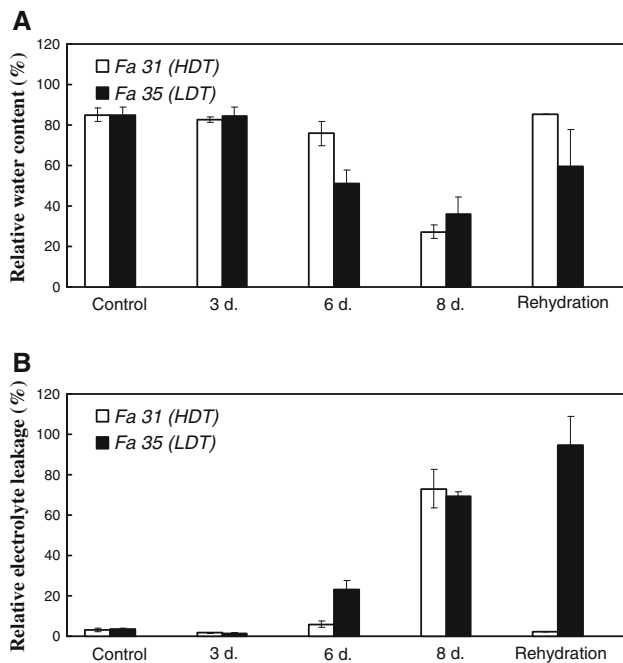 A
Relative water content (%)
120
100
80
60
40
20
0
Fa 31 (HDT)
Fa 35 (LDT)
Control 3 d. 6 d. 8 d. Rehydration
B
Relative electrolyte leakage (%)
120
100
80
60
40
20
0
Fa 31 (HDT)
Fa 35 (LDT)
Control 3 d. 6 d. 8 d. Rehydration